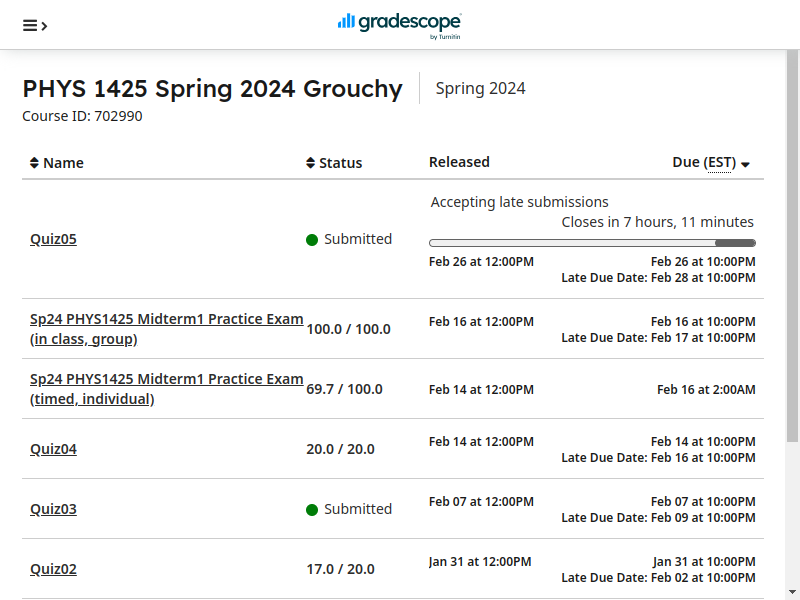 gradescope
by Turnitin
PHYS 1425 Spring 2024 Grouchy
Spring 2024
Course ID: 702990
Name
Status
Released
Due (EST)
Quiz05
Submitted
Accepting late submissions
Closes in 7 hours, 11 minutes
Feb 26 at 12:00PM
Feb 26 at 10:00PM
Late Due Date: Feb 28 at 10:00PM
Sp24 PHYS1425 Midterm1 Practice Exam
(in class, group)
100.0 / 100.0
Feb 16 at 12:00PM
Feb 16 at 10:00PM
Late Due Date: Feb 17 at 10:00PM
Sp24 PHYS1425 Midterm1 Practice Exam
(timed, individual)
69.7 / 100.0
Feb 14 at 12:00PM
Feb 16 at 2:00AM
Quiz04
20.0 / 20.0
Feb 14 at 12:00PM
Feb 14 at 10:00PM
Late Due Date: Feb 16 at 10:00PM
Quiz03
Submitted
Feb 07 at 12:00PM
Feb 07 at 10:00PM
Late Due Date: Feb 09 at 10:00PM
Quiz02
17.0 / 20.0
Jan 31 at 12:00PM
Jan 31 at 10:00PM
Late Due Date: Feb 02 at 10:00PM